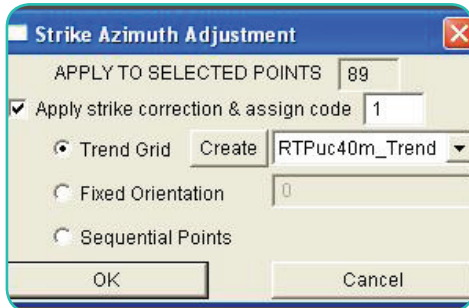 Strike Azimuth Adjustment
APPLY TO SELECTED POINTS 89
Apply strike correction & assign code 1
Trend Grid Create RTPuc40m_Trend
Fixed Orientation 0
Sequential Points
OK Cancel